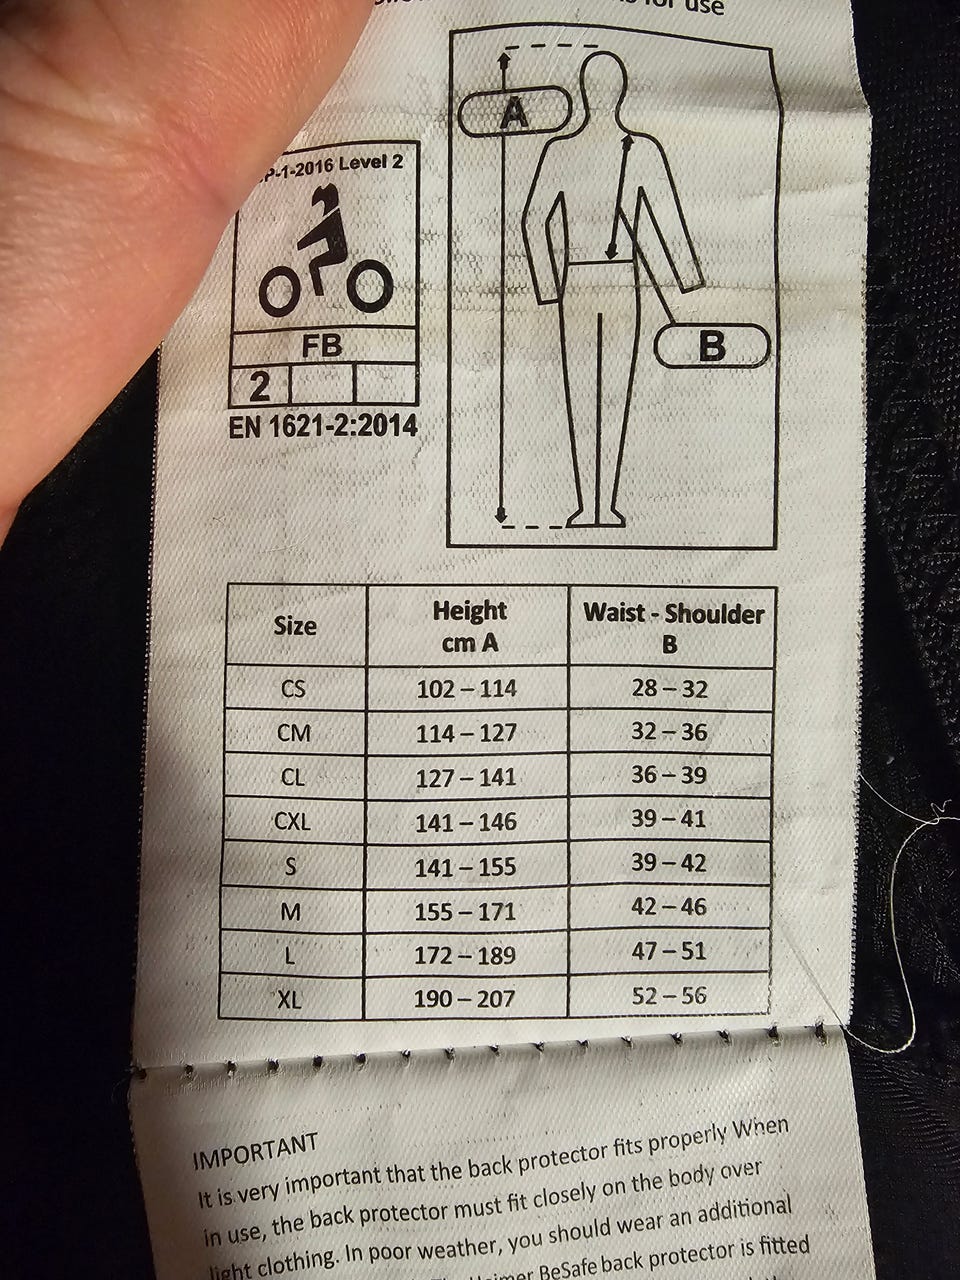 for use
A
P-1-2016 Level 2
FB
2
EN 1621-2:2014
B
Size Height cm A Waist - Shoulder B
CS 102 – 114 28 – 32
CM 114 – 127 32 – 36
CL 127 – 141 36 – 39
CXL 141 – 146 39 – 41
S 141 – 155 39 – 42
M 155 – 171 42 – 46
L 172 – 189 47 – 51
XL 190 – 207 52 – 56
IMPORTANT
It is very important that the back protector fits properly When
in use, the back protector must fit closely on the body over
light clothing. In poor weather, you should wear an additional
BeSafe back protector is fitted